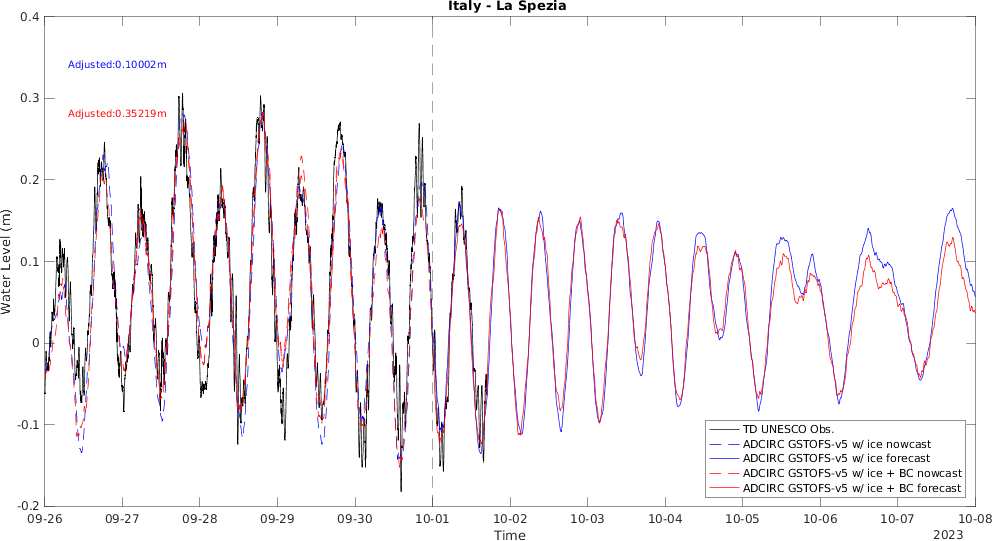 Italy - La Spezia
0.4
0.3
0.2
0.1
0
-0.1
-0.2
Water Level (m)
Adjusted:0.10002m
Adjusted:0.35219m
TD UNESCO Obs.
ADCIRC GSTOFS-v5 w/ ice nowcast
ADCIRC GSTOFS-v5 w/ ice forecast
ADCIRC GSTOFS-v5 w/ ice + BC nowcast
ADCIRC GSTOFS-v5 w/ ice + BC forecast
09-26 09-27 09-28 09-29 09-30 10-01 10-02 10-03 10-04 10-05 10-06 10-07 10-08
Time
2023